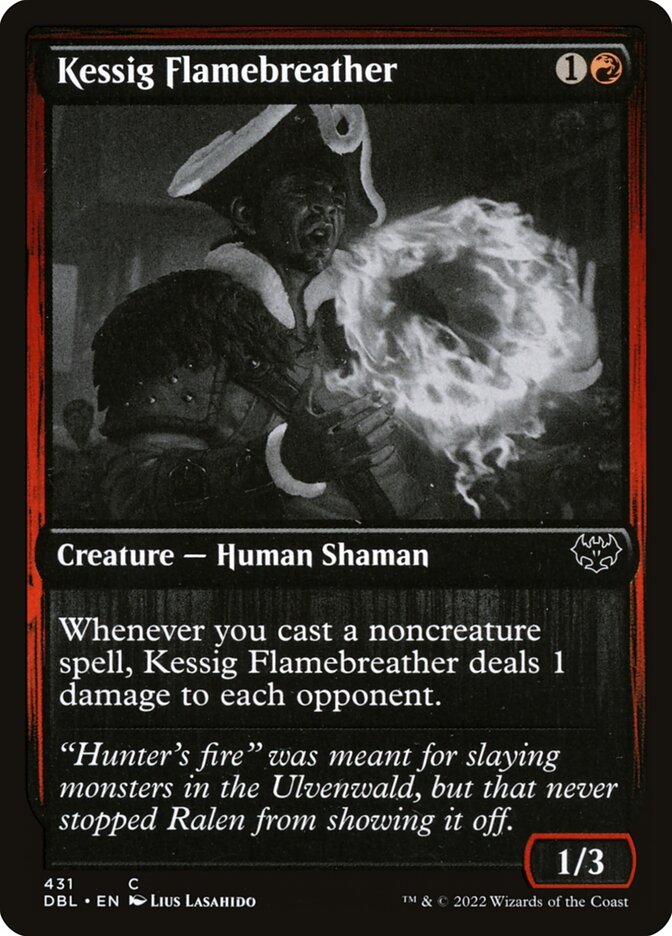 Kessig Flamebreather 1
Creature — Human Shaman
Whenever you cast a noncreature
spell, Kessig Flamebreather deals 1
damage to each opponent.
“Hunter’s fire” was meant for slaying
monsters in the Ulvenwald, but that never
stopped Ralen from showing it off.
1/3
431 C
DBL • EN Lius Lasahido
™ & © 2022 Wizards of the Coast